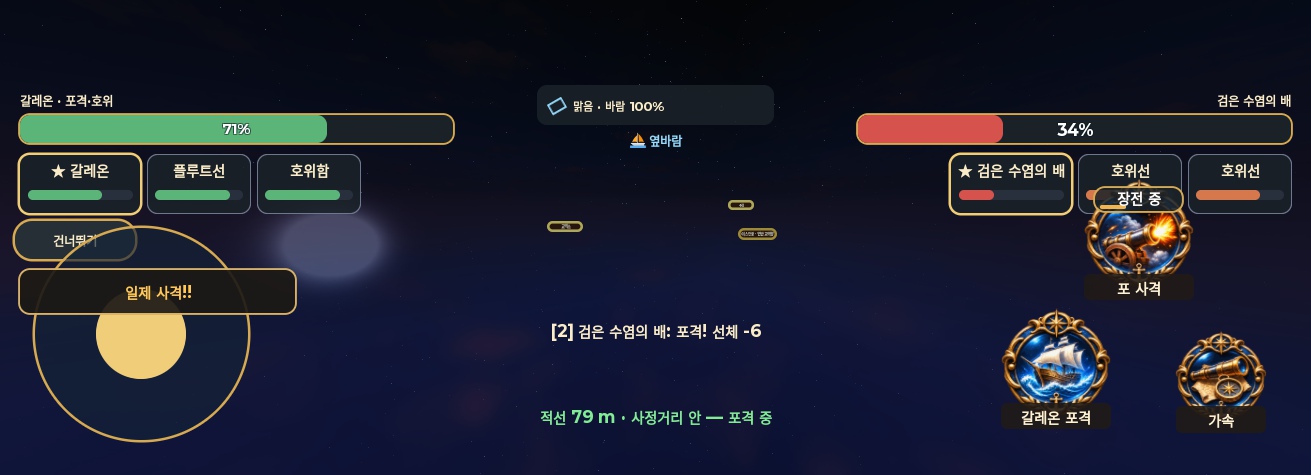 갈레온 · 포격·호위
71%
★ 갈레온
플루트선
호위함
건너뛰기
일제 사격!!
맑음 · 바람 100%
옆바람
[2] 검은 수염의 배: 포격! 선체 -6
적선 79 m · 사정거리 안 — 포격 중
검은 수염의 배
34%
★ 검은 수염의 배
호위선
호위선
장전 중
포 사격
갈레온 포격
가속